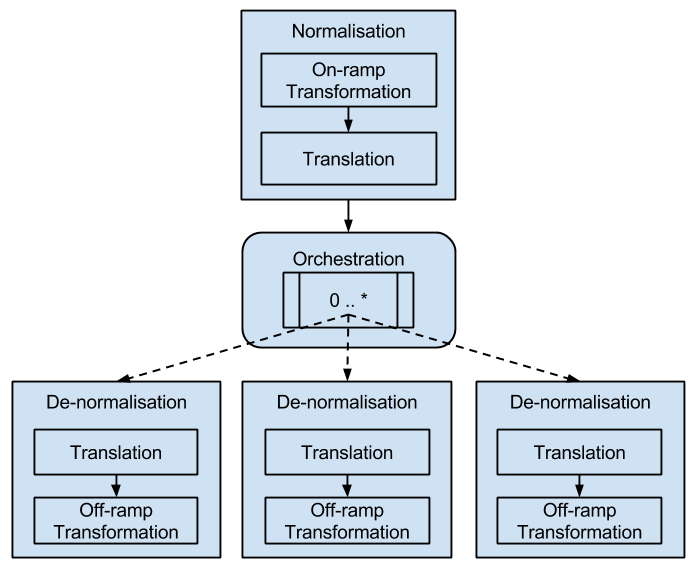 Normalisation
On-ramp
Transformation
Translation
Orchestration
0 .. *
De-normalisation
Translation
Off-ramp
Transformation
De-normalisation
Translation
Off-ramp
Transformation
De-normalisation
Translation
Off-ramp
Transformation